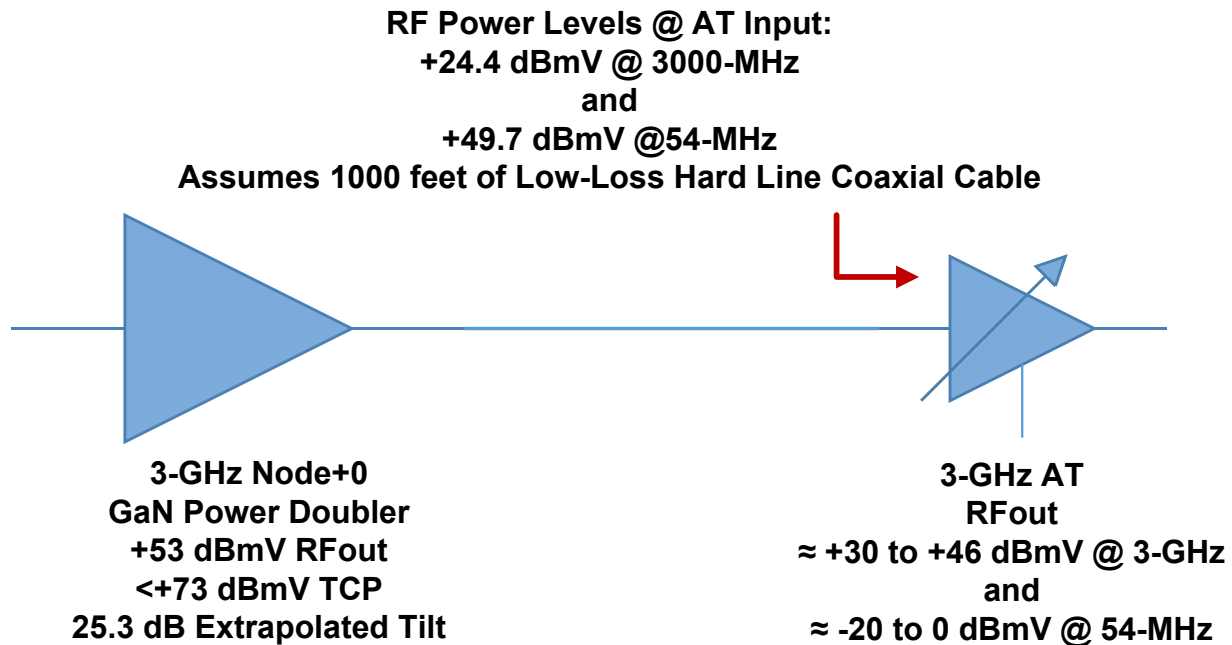 RF Power Levels @ AT Input:
+24.4 dBmV @ 3000-MHz
and
+49.7 dBmV @54-MHz
Assumes 1000 feet of Low-Loss Hard Line Coaxial Cable
3-GHz Node+0
GaN Power Doubler
+53 dBmV RFout
<+73 dBmV TCP
25.3 dB Extrapolated Tilt
3-GHz AT
RFout
≈ +30 to +46 dBmV @ 3-GHz
and
≈ -20 to 0 dBmV @ 54-MHz